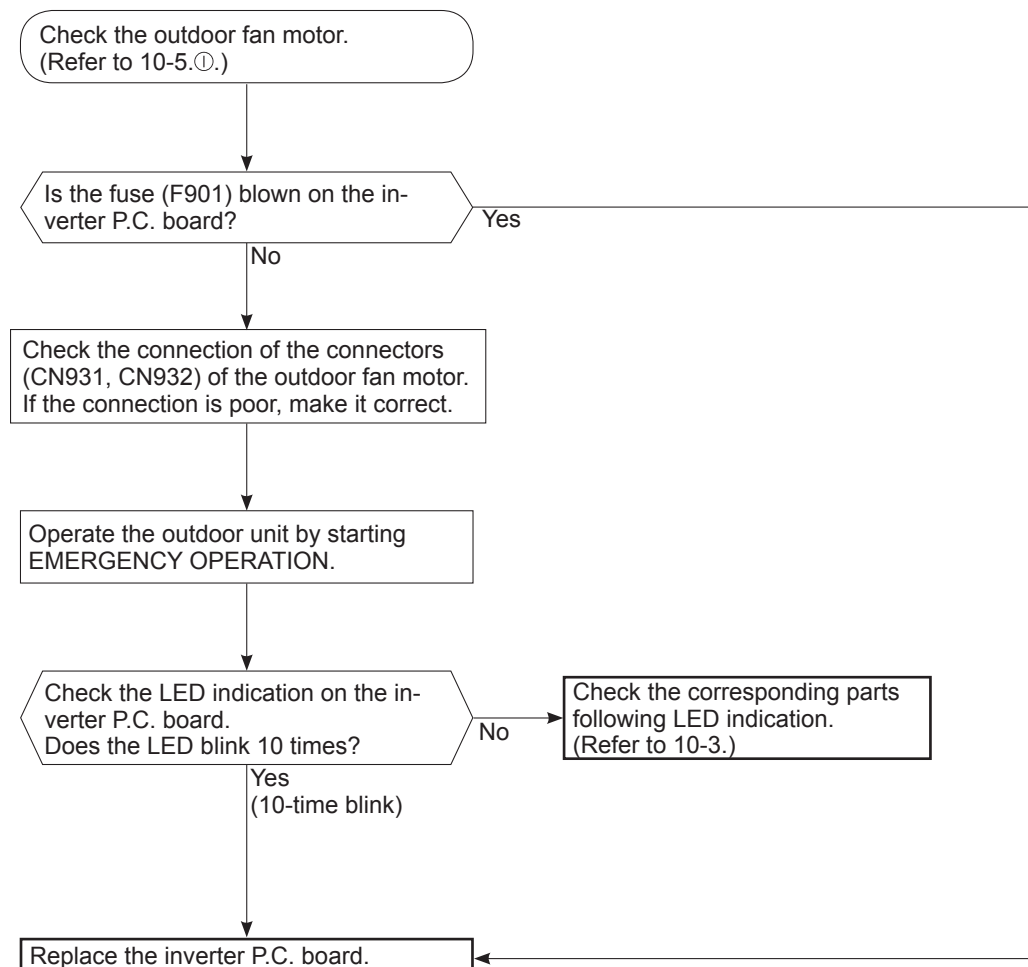 Check the outdoor fan motor.
(Refer to 10-5.Ⓘ.)
Is the fuse (F901) blown on the in-
verter P.C. board?
Yes
No
Check the connection of the connectors
(CN931, CN932) of the outdoor fan motor.
If the connection is poor, make it correct.
Operate the outdoor unit by starting
EMERGENCY OPERATION.
Check the LED indication on the in-
verter P.C. board.
Does the LED blink 10 times?
No
Check the corresponding parts
following LED indication.
(Refer to 10-3.)
Yes
(10-time blink)
Replace the inverter P.C. board.